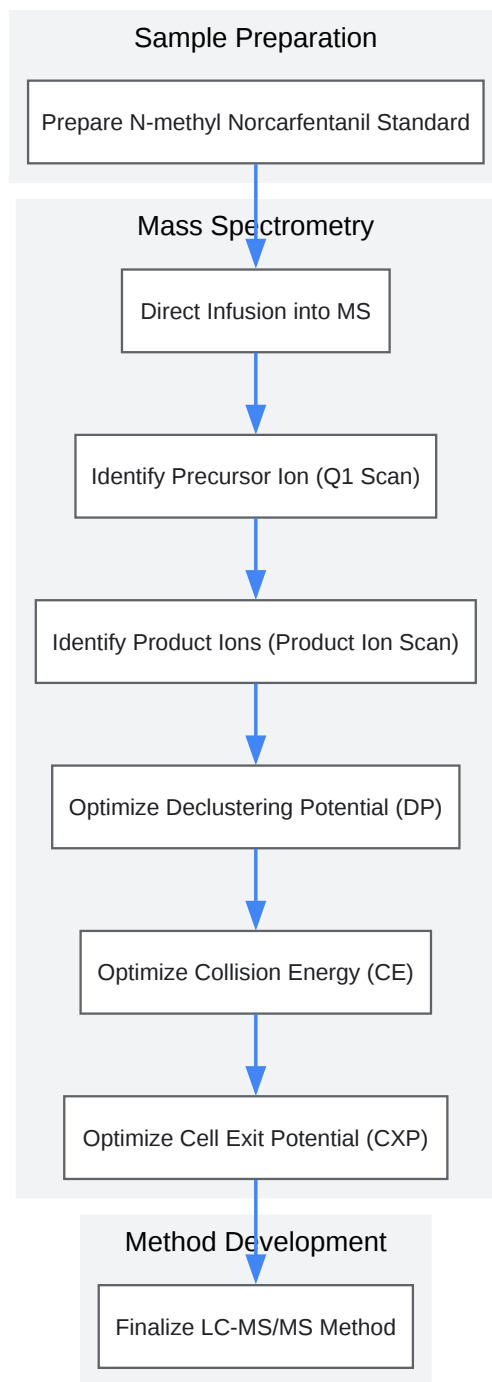 Sample Preparation
Prepare N-methyl Norcarfentanil Standard
Mass Spectrometry
Direct Infusion into MS
Identify Precursor Ion (Q1 Scan)
Identify Product Ions (Product Ion Scan)
Optimize Declustering Potential (DP)
Optimize Collision Energy (CE)
Optimize Cell Exit Potential (CXP)
Method Development
Finalize LC-MS/MS Method